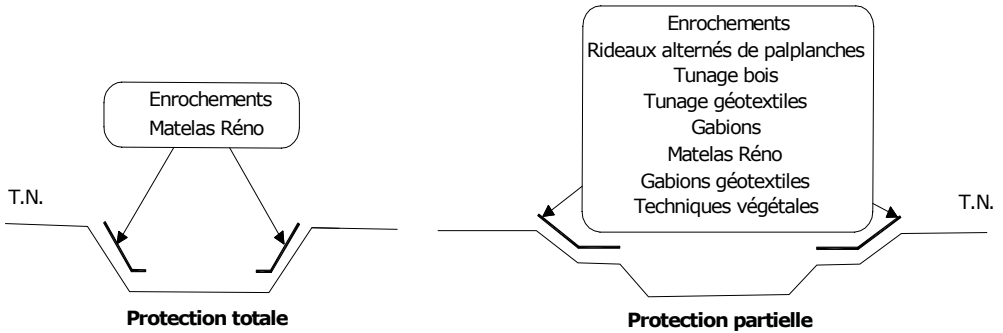 Enrochements
Matelas Réno
T.N.
Protection totale
Enrochements
Rideaux alternés de palplanches
Tunage bois
Tunage géotextiles
Gabions
Matelas Réno
Gabions géotextiles
Techniques végétales
T.N.
Protection partielle